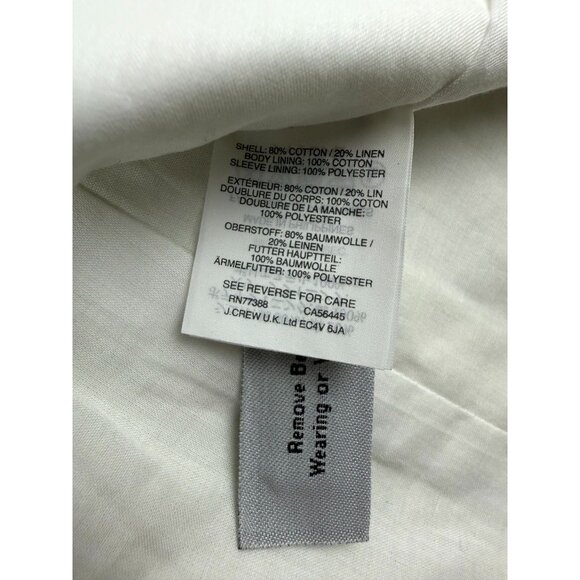 SHELL: 80% COTTON / 20% LINEN
BODY LINING: 100% COTTON
SLEEVE LINING: 100% POLYESTER
EXTÉRIEUR: 80% COTON / 20% LIN
DOUBLURE DU CORPS: 100% COTON
DOUBLURE DE LA MANCHE:
100% POLYESTER
OBERSTOFF: 80% BAUMWOLLE /
20% LEINEN
FUTTER HAUPTTEIL:
100% BAUMWOLLE
ÄRMELFUTTER: 100% POLYESTER
SEE REVERSE FOR CARE
RN77388 CA56445
J.CREW U.K. Ltd EC4V 6JA
Remove
Wearing or